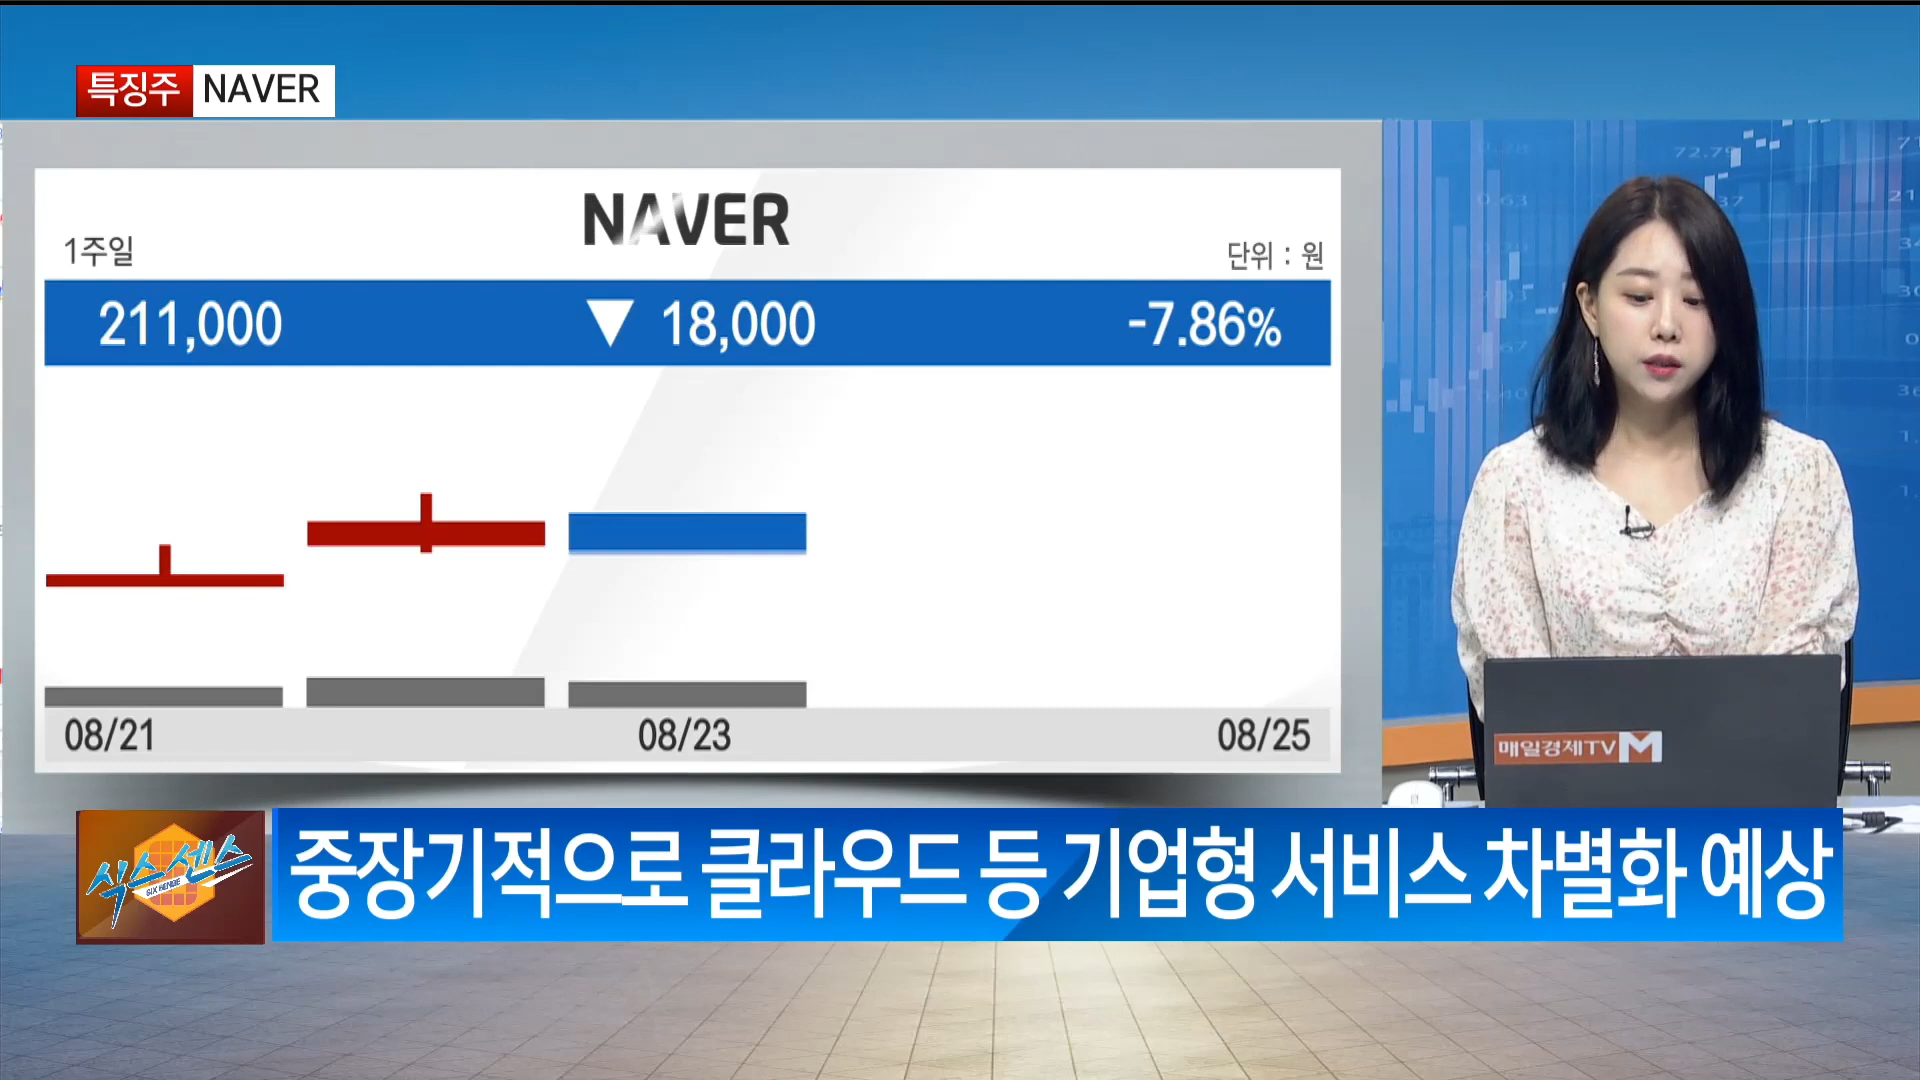 특징주 NAVER
NAVER
1주일
단위 : 원
211,000 ▼ 18,000 -7.86%
08/21 08/23 08/25
매일경제TV M
식스센스
SIX SENSE
중장기적으로 클라우드 등 기업형 서비스 차별화 예상